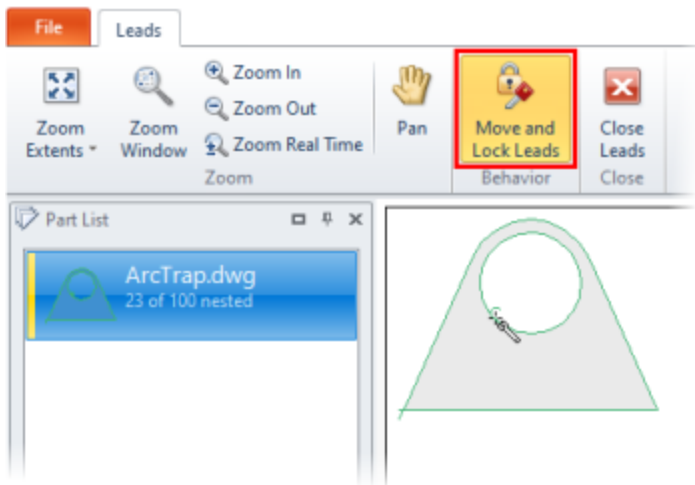 File
Leads
Zoom
Extents
Zoom
Window
Zoom In
Zoom Out
Zoom Real Time
Pan
Move and
Lock Leads
Close
Leads
Zoom
Behavior
Close
Part List
ArcTrap.dwg
23 of 100 nested